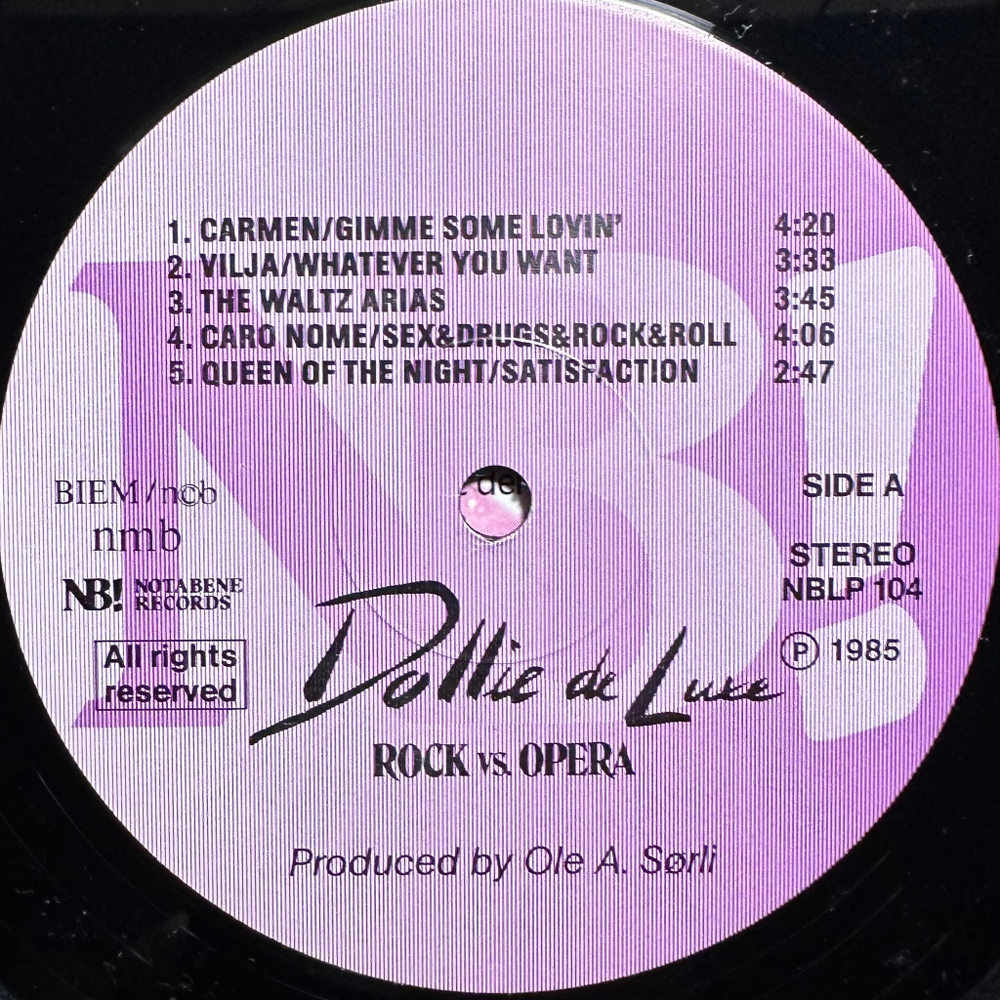 1. CARMEN/GIMME SOME LOVIN' 4:20
2. VILJA/WHATEVER YOU WANT 3:33
3. THE WALTZ ARIAS 3:45
4. CARO NOME/SEX&DRUGS&ROCK&ROLL 4:06
5. QUEEN OF THE NIGHT/SATISFACTION 2:47
BIEM/n©b
nmb
NB! NOTABENE
RECORDS
All rights
reserved
SIDE A
STEREO
NBLP 104
Ⓟ 1985
Dollie de Luxe
ROCK VS. OPERA
Produced by Ole A. Sørli
NB!